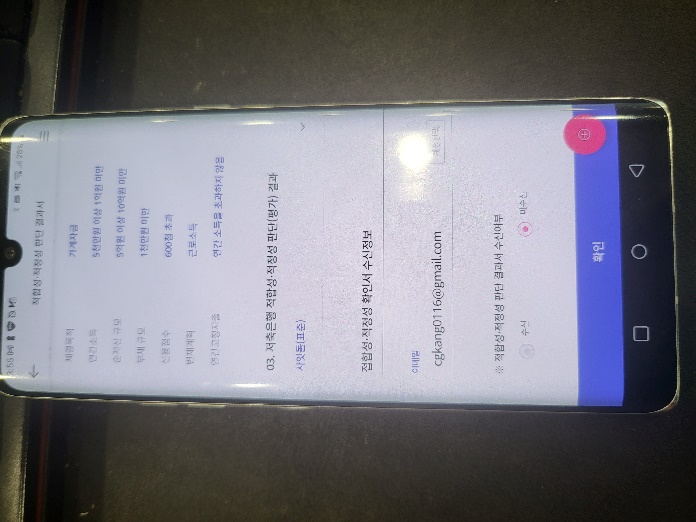 적합성·적정성 판단 결과서
대출목적 가계자금
연간소득 5천만원 이상 1억원 미만
순자산 규모 5억원 이상 10억원 미만
부채 규모 1천만원 미만
신용점수 600점 초과
변제계획 근로소득
연간고정지출 연간 소득을 초과하지 않음
03. 저축은행 적합성·적정성 판단(평가) 결과
사잇돌(표준)
적합성·적정성 확인서 수신정보
이메일
cgkang0116@gmail.com
※ 적합성·적정성 판단 결과서 수신여부
수신 미수신
확인